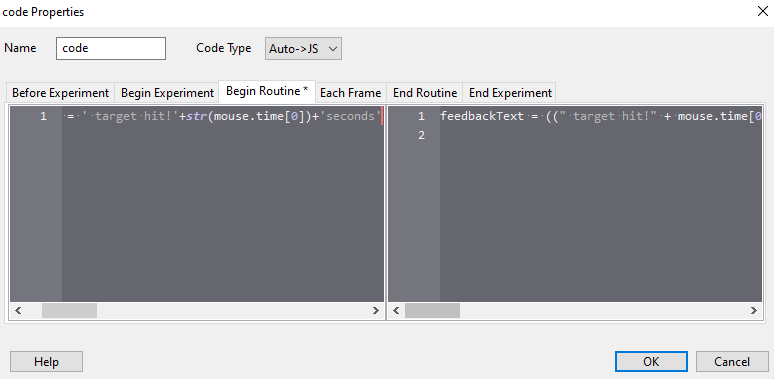 code Properties
Name code Code Type Auto->JS
Before Experiment Begin Experiment Begin Routine * Each Frame End Routine End Experiment
1 = ' target hit!'+str(mouse.time[0])+'seconds'
1 feedbackText = ((" target hit!" + mouse.time[0
2
Help OK Cancel